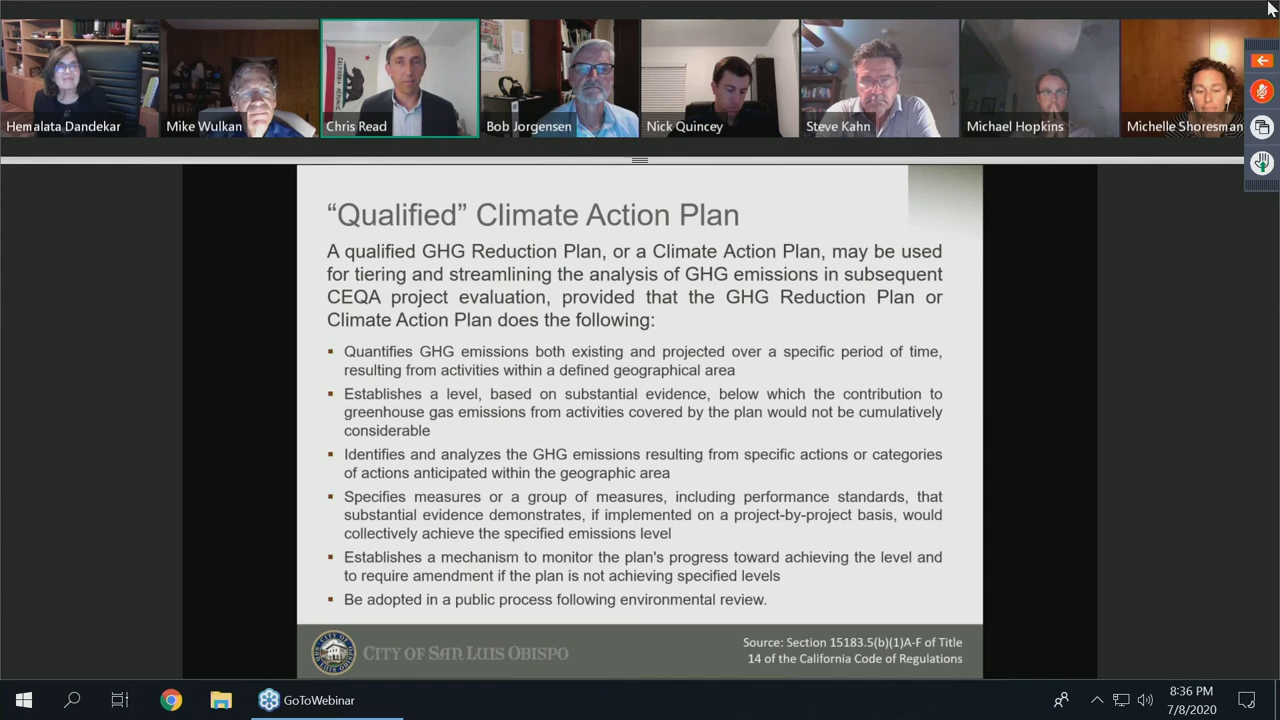 Hemalata Dandekar
Mike Wulkan
Chris Read
Bob Jorgensen
Nick Quincey
Steve Kahn
Michael Hopkins
Michelle Shoresman
“Qualified” Climate Action Plan
A qualified GHG Reduction Plan, or a Climate Action Plan, may be used
for tiering and streamlining the analysis of GHG emissions in subsequent
CEQA project evaluation, provided that the GHG Reduction Plan or
Climate Action Plan does the following:
▪ Quantifies GHG emissions both existing and projected over a specific period of time,
resulting from activities within a defined geographical area
▪ Establishes a level, based on substantial evidence, below which the contribution to
greenhouse gas emissions from activities covered by the plan would not be cumulatively
considerable
▪ Identifies and analyzes the GHG emissions resulting from specific actions or categories
of actions anticipated within the geographic area
▪ Specifies measures or a group of measures, including performance standards, that
substantial evidence demonstrates, if implemented on a project-by-project basis, would
collectively achieve the specified emissions level
▪ Establishes a mechanism to monitor the plan's progress toward achieving the level and
to require amendment if the plan is not achieving specified levels
▪ Be adopted in a public process following environmental review.
CITY OF SAN LUIS OBISPO
Source: Section 15183.5(b)(1)A-F of Title
14 of the California Code of Regulations
GoToWebinar
8:36 PM
7/8/2020